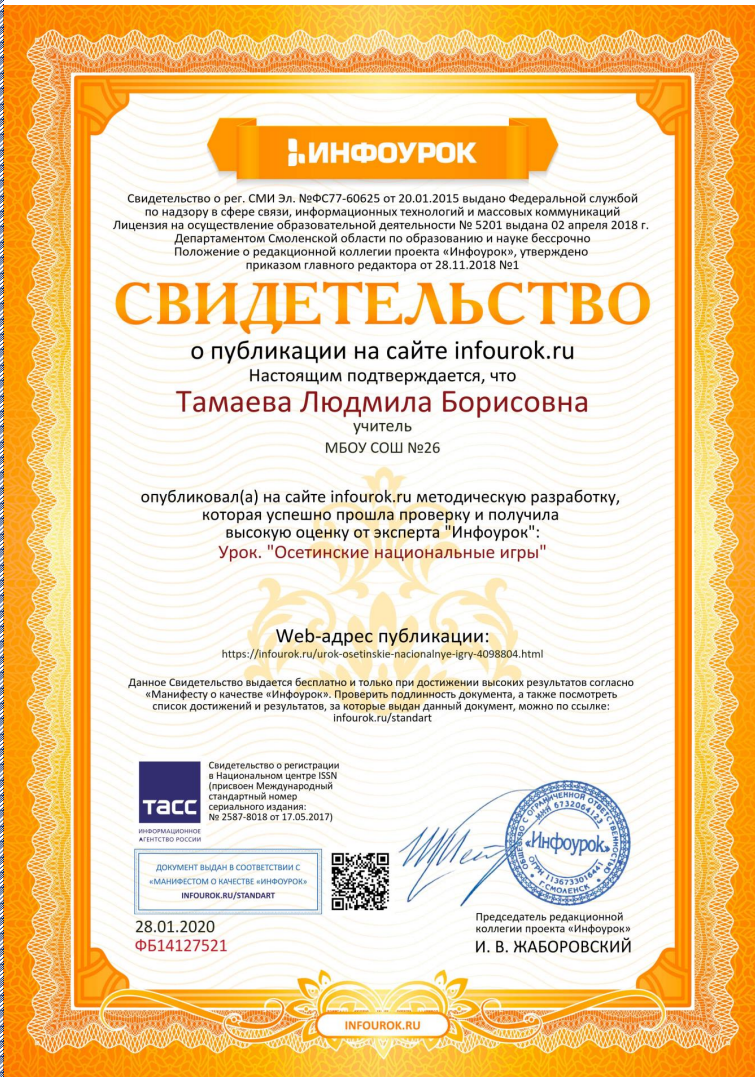 ИНФОУРОК
Свидетельство о рег. СМИ Эл. №ФС77-60625 от 20.01.2015 выдано Федеральной службой
по надзору в сфере связи, информационных технологий и массовых коммуникаций
Лицензия на осуществление образовательной деятельности № 5201 выдана 02 апреля 2018 г.
Департаментом Смоленской области по образованию и науке бессрочно
Положение о редакционной коллегии проекта «Инфоурок», утверждено
приказом главного редактора от 28.11.2018 №1
СВИДЕТЕЛЬСТВО
о публикации на сайте infourok.ru
Настоящим подтверждается, что
Тамаева Людмила Борисовна
учитель
МБОУ СОШ №26
опубликовал(а) на сайте infourok.ru методическую разработку,
которая успешно прошла проверку и получила
высокую оценку от эксперта "Инфоурок":
Урок. "Осетинские национальные игры"
Web-адрес публикации:
https://infourok.ru/urok-osetinskie-nacionalnye-igry-4098804.html
Данное Свидетельство выдается бесплатно и только при достижении высоких результатов согласно
«Манифесту о качестве «Инфоурок». Проверить подлинность документа, а также посмотреть
список достижений и результатов, за которые выдан данный документ, можно по ссылке:
infourok.ru/standart
Свидетельство о регистрации
в Национальном центре ISSN
(присвоен Международный
стандартный номер
сериального издания:
№ 2587-8018 от 17.05.2017)
ТАСС
ИНФОРМАЦИОННОЕ
АГЕНТСТВО РОССИИ
ДОКУМЕНТ ВЫДАН В СООТВЕТСТВИИ С
«МАНИФЕСТОМ О КАЧЕСТВЕ «ИНФОУРОК»
INFOUROK.RU/STANDART
ОБЩЕСТВО С ОГРАНИЧЕННОЙ ОТВЕТСТВЕННОСТЬЮ
ИНН 6732064123
«Инфоурок»
ОГРН 1136733016441
Г.СМОЛЕНСК
28.01.2020
ФБ14127521
Председатель редакционной
коллегии проекта «Инфоурок»
И. В. ЖАБОРОВСКИЙ
INFOUROK.RU